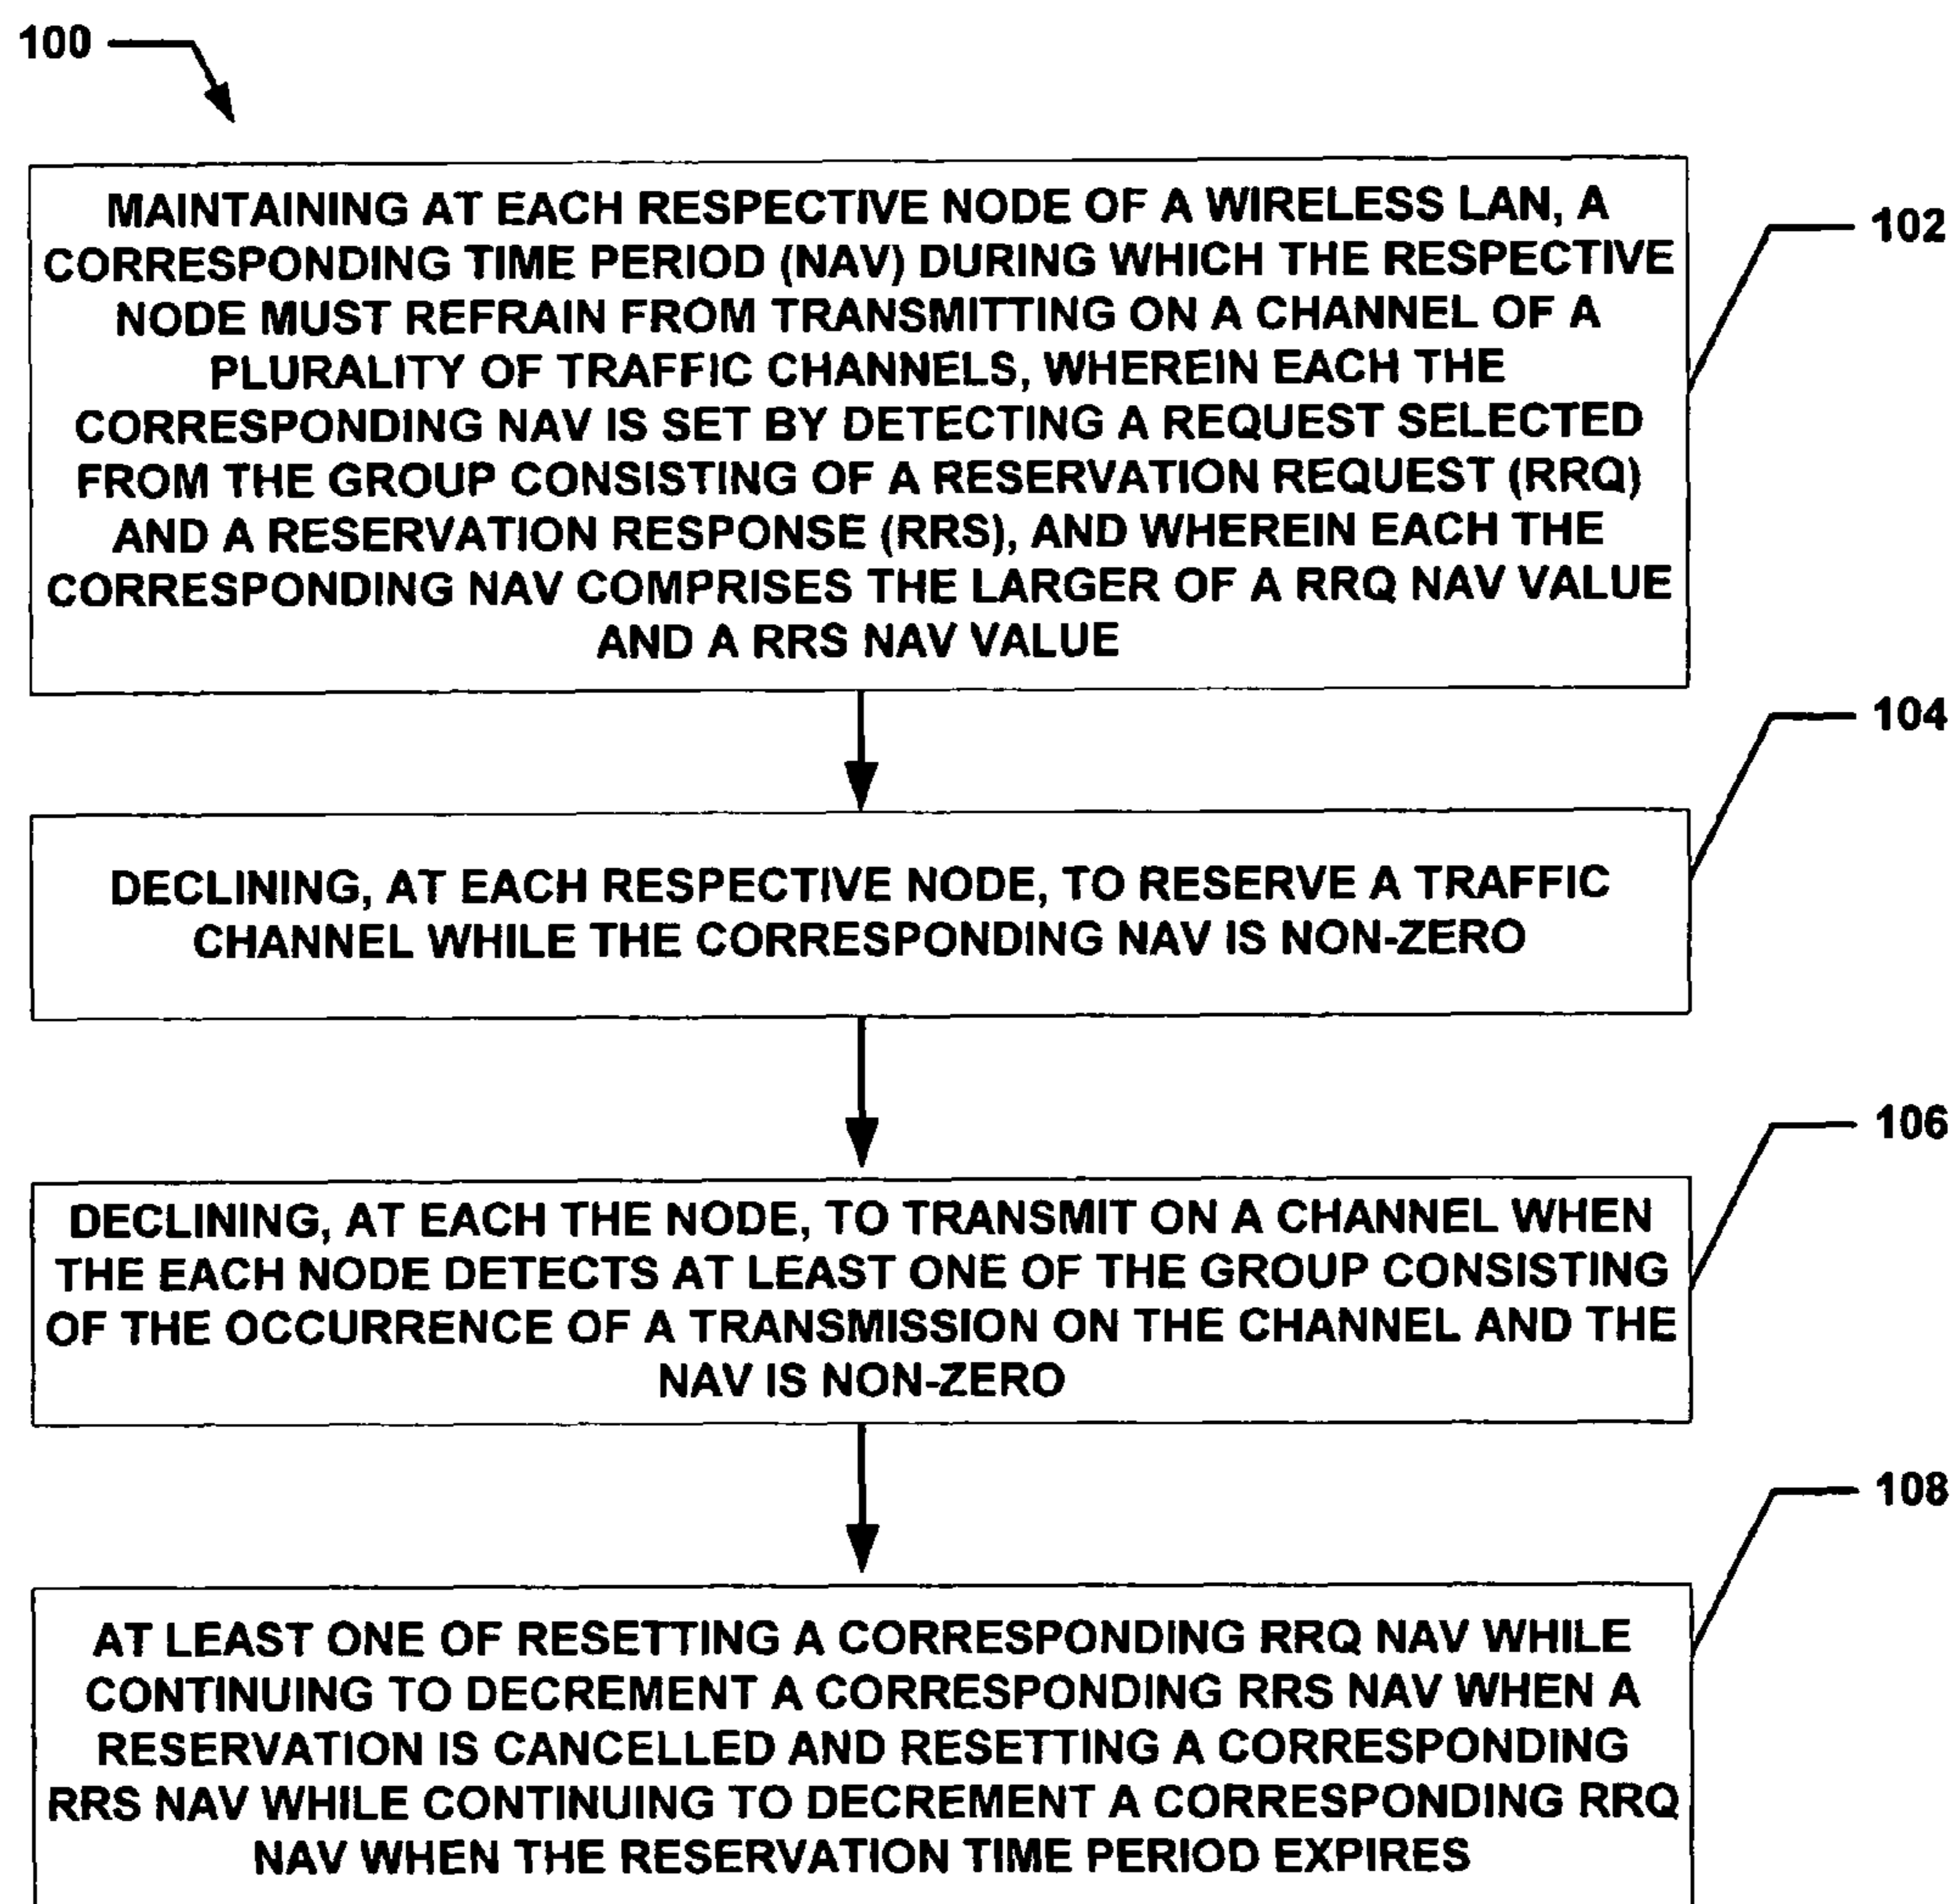 100
MAINTAINING AT EACH RESPECTIVE NODE OF A WIRELESS LAN, A
CORRESPONDING TIME PERIOD (NAV) DURING WHICH THE RESPECTIVE
NODE MUST REFRAIN FROM TRANSMITTING ON A CHANNEL OF A
PLURALITY OF TRAFFIC CHANNELS, WHEREIN EACH THE
CORRESPONDING NAV IS SET BY DETECTING A REQUEST SELECTED
FROM THE GROUP CONSISTING OF A RESERVATION REQUEST (RRQ)
AND A RESERVATION RESPONSE (RRS), AND WHEREIN EACH THE
CORRESPONDING NAV COMPRISES THE LARGER OF A RRQ NAV VALUE
AND A RRS NAV VALUE
102
DECLINING, AT EACH RESPECTIVE NODE, TO RESERVE A TRAFFIC
CHANNEL WHILE THE CORRESPONDING NAV IS NON-ZERO
104
DECLINING, AT EACH THE NODE, TO TRANSMIT ON A CHANNEL WHEN
THE EACH NODE DETECTS AT LEAST ONE OF THE GROUP CONSISTING
OF THE OCCURRENCE OF A TRANSMISSION ON THE CHANNEL AND THE
NAV IS NON-ZERO
106
AT LEAST ONE OF RESETTING A CORRESPONDING RRQ NAV WHILE
CONTINUING TO DECREMENT A CORRESPONDING RRS NAV WHEN A
RESERVATION IS CANCELLED AND RESETTING A CORRESPONDING
RRS NAV WHILE CONTINUING TO DECREMENT A CORRESPONDING RRQ
NAV WHEN THE RESERVATION TIME PERIOD EXPIRES
108